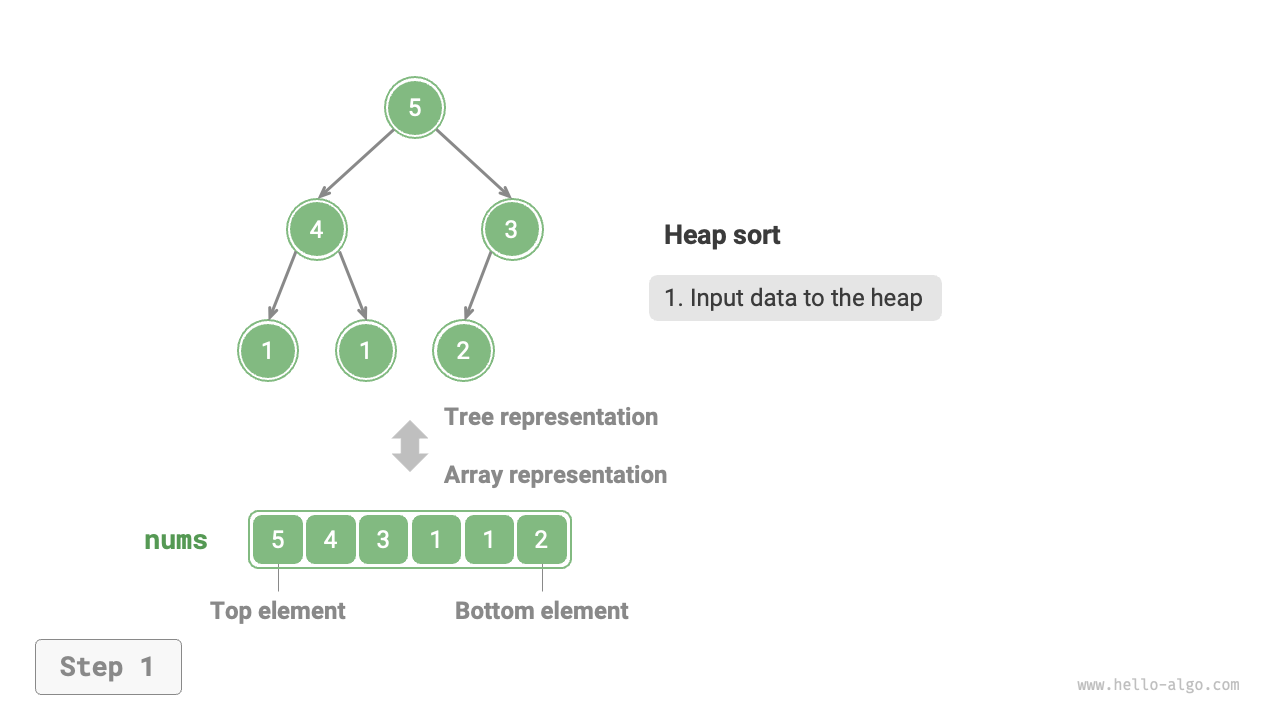 5
4 3
1 1 2
Heap sort
1. Input data to the heap
Tree representation
Array representation
nums 5 4 3 1 1 2
Top element Bottom element
Step 1
www.hello-algo.com